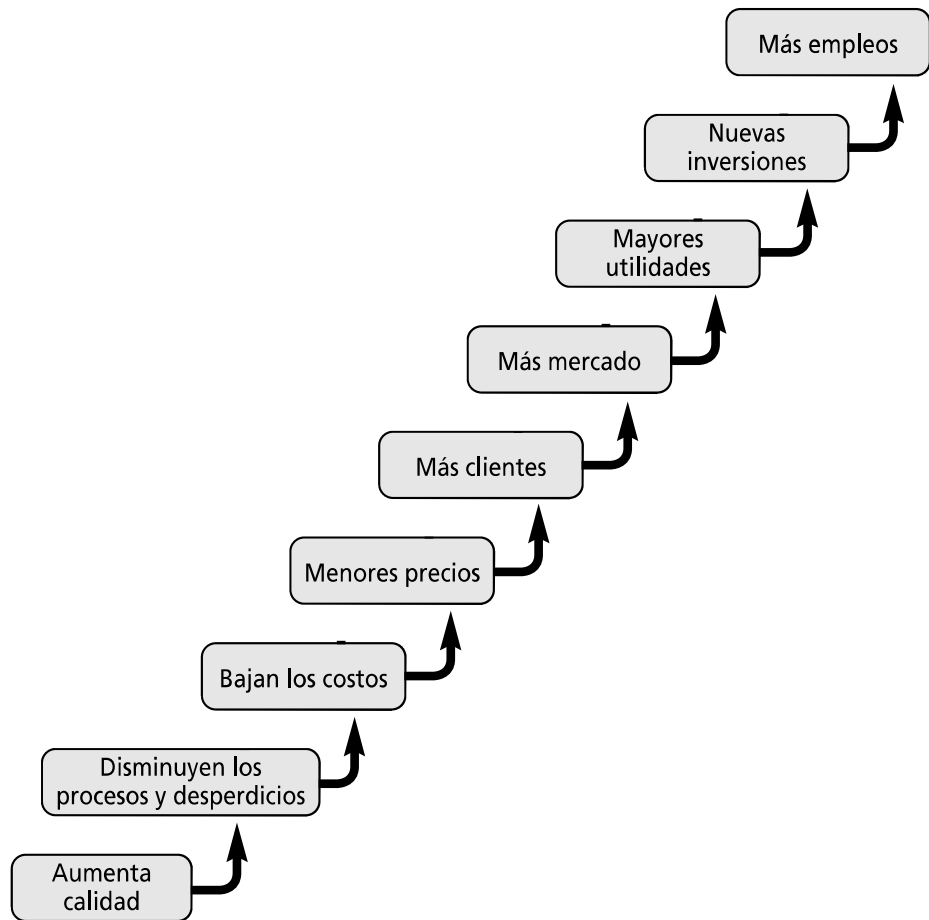 Más empleos
Nuevas
inversiones
Mayores
utilidades
Más mercado
Más clientes
Menores precios
Bajan los costos
Disminuyen los
procesos y desperdicios
Aumenta
calidad